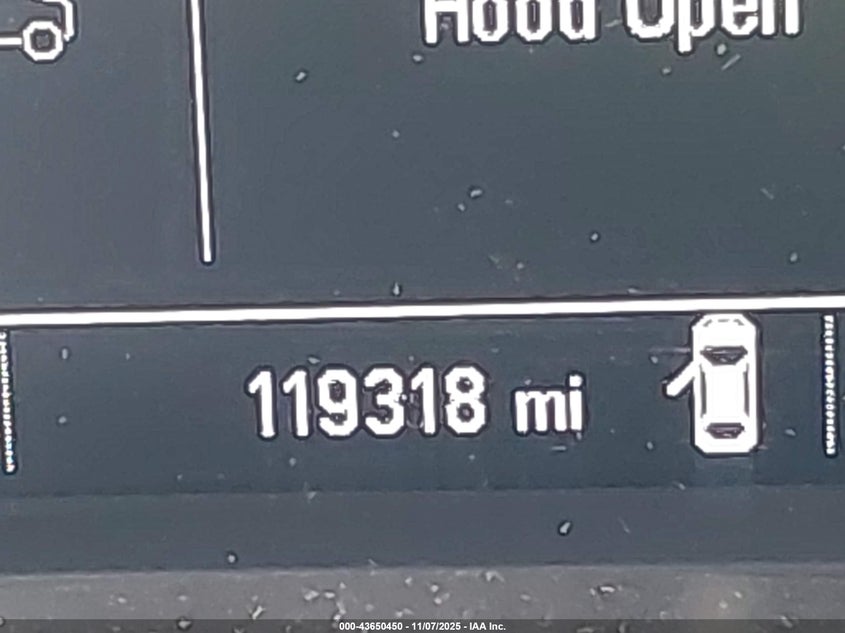 Hood Open
119318 mi
000-43650450 - 11/07/2025 - IAA Inc.